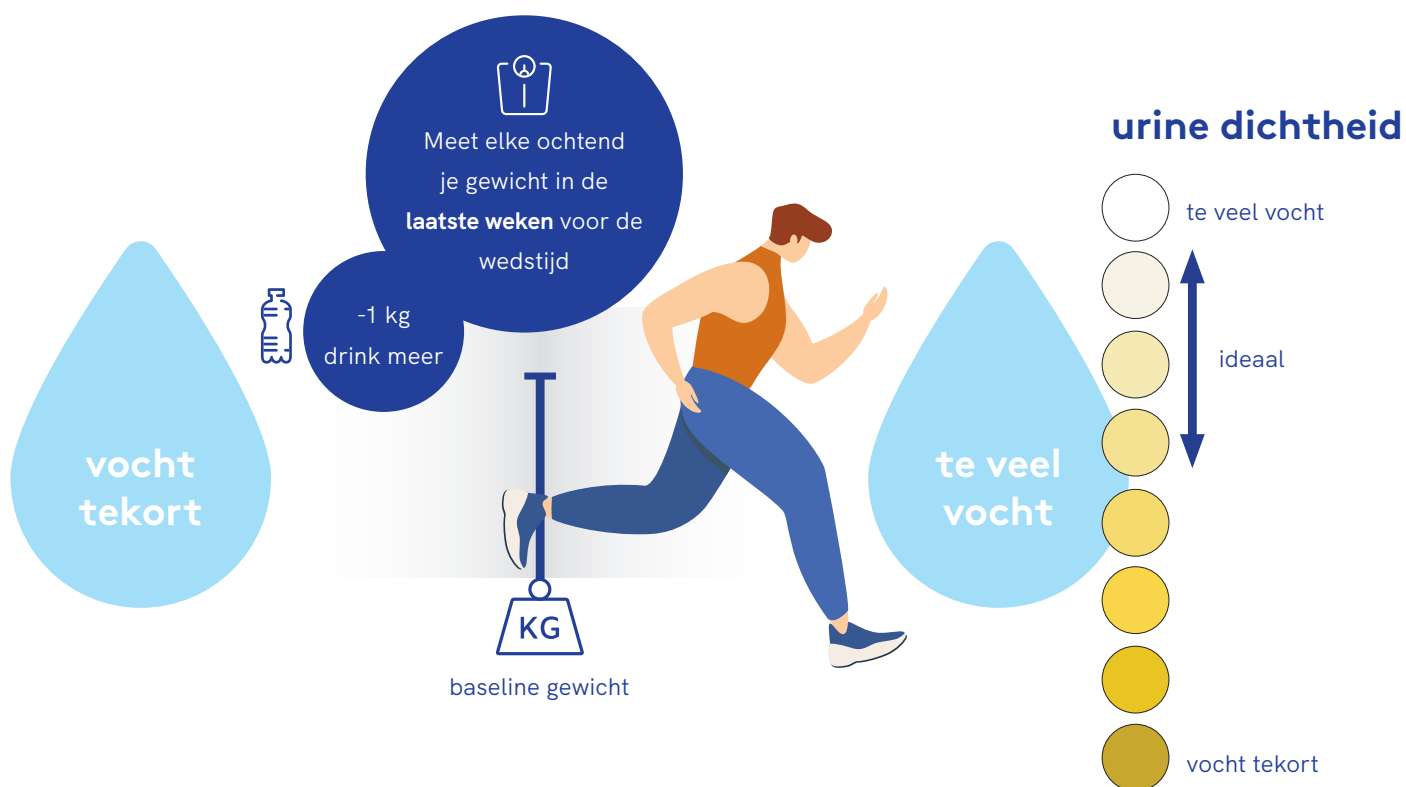 Meet elke ochtend
je gewicht in de
laatste weken voor de
wedstijd
-1 kg
drink meer
vocht
tekort
KG
baseline gewicht
te veel
vocht
urine dichtheid
te veel vocht
ideaal
vocht tekort